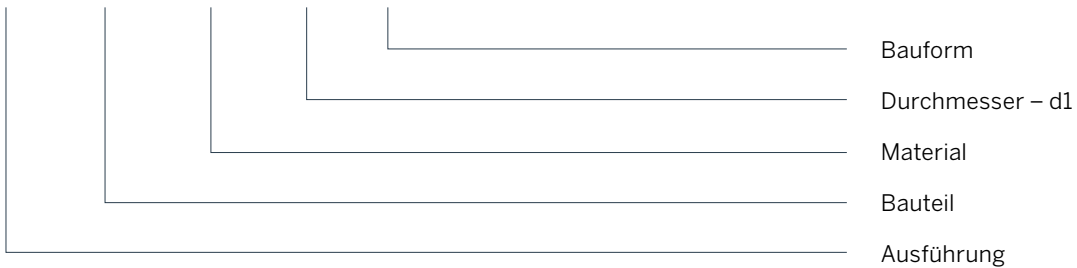 Bauform
Durchmesser – d1
Material
Bauteil
Ausführung